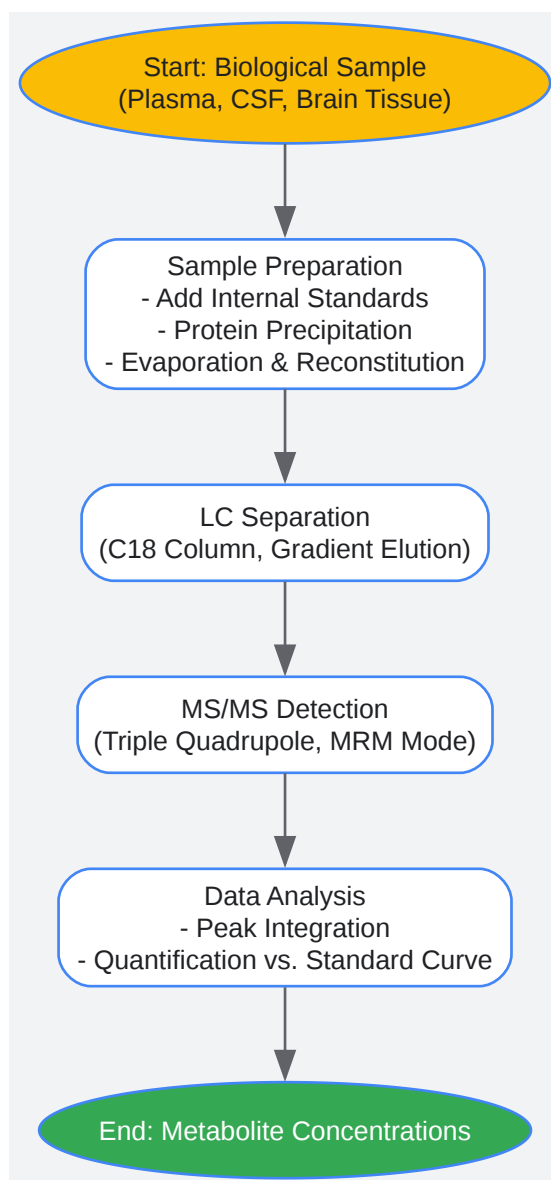 Start: Biological Sample
(Plasma, CSF, Brain Tissue)
Sample Preparation
- Add Internal Standards
- Protein Precipitation
- Evaporation & Reconstitution
LC Separation
(C18 Column, Gradient Elution)
MS/MS Detection
(Triple Quadrupole, MRM Mode)
Data Analysis
- Peak Integration
- Quantification vs. Standard Curve
End: Metabolite Concentrations